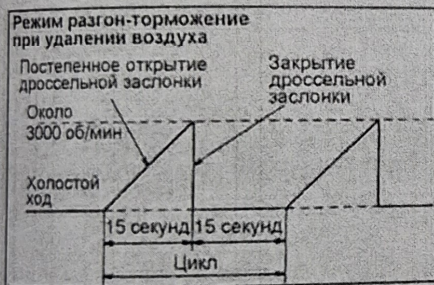 Режим разгон-торможение
при удалении воздуха
Постепенное открытие
дроссельной заслонки
Закрытие
дроссельной
заслонки
Около
3000 об/мин
Холостой
ход
15 секунд
15 секунд
Цикл